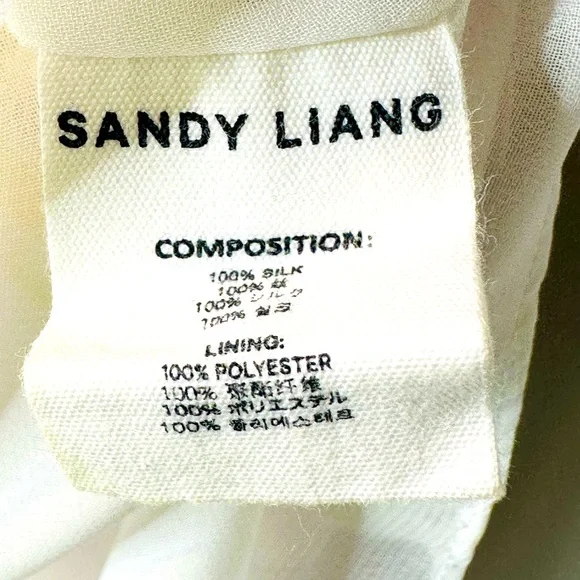 SANDY LIANG
COMPOSITION:
100% SILK
100% 丝
100% シルク
100% 실크
LINING:
100% POLYESTER
100% 聚酯纤维
100% ポリエステル
100% 폴리에스테르